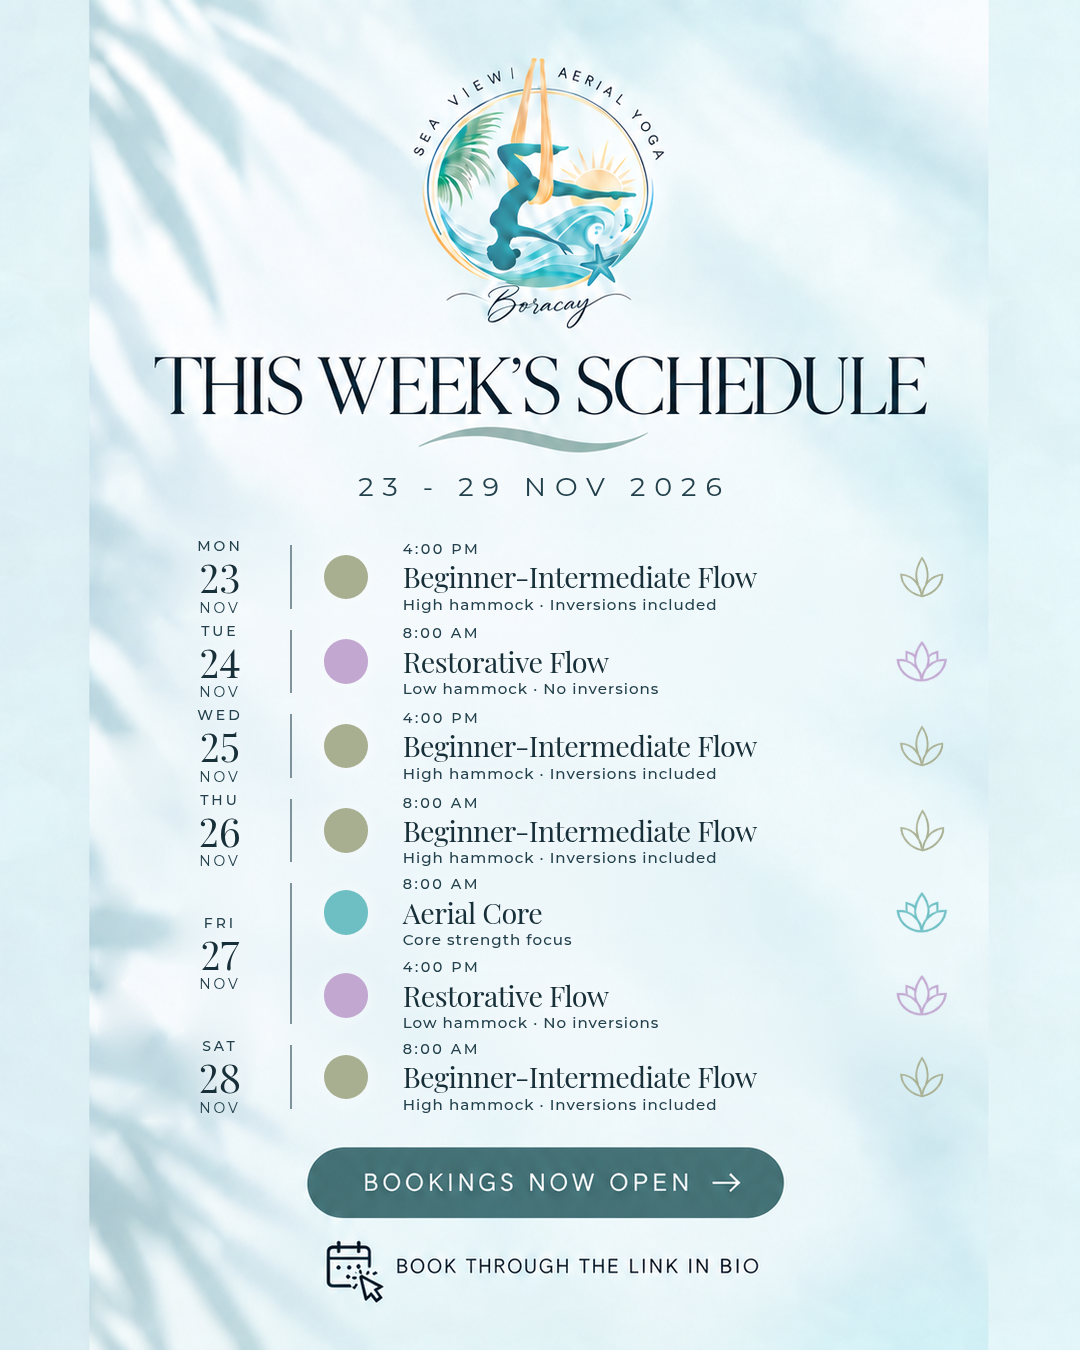 SEA VIEW | AERIAL YOGA
Boracay
THIS WEEK'S SCHEDULE
23 - 29 NOV 2026
MON
23
NOV
4:00 PM
Beginner-Intermediate Flow
High hammock · Inversions included
TUE
24
NOV
8:00 AM
Restorative Flow
Low hammock · No inversions
WED
25
NOV
4:00 PM
Beginner-Intermediate Flow
High hammock · Inversions included
THU
26
NOV
8:00 AM
Beginner-Intermediate Flow
High hammock · Inversions included
FRI
27
NOV
8:00 AM
Aerial Core
Core strength focus
4:00 PM
Restorative Flow
Low hammock · No inversions
SAT
28
NOV
8:00 AM
Beginner-Intermediate Flow
High hammock · Inversions included
BOOKINGS NOW OPEN →
BOOK THROUGH THE LINK IN BIO